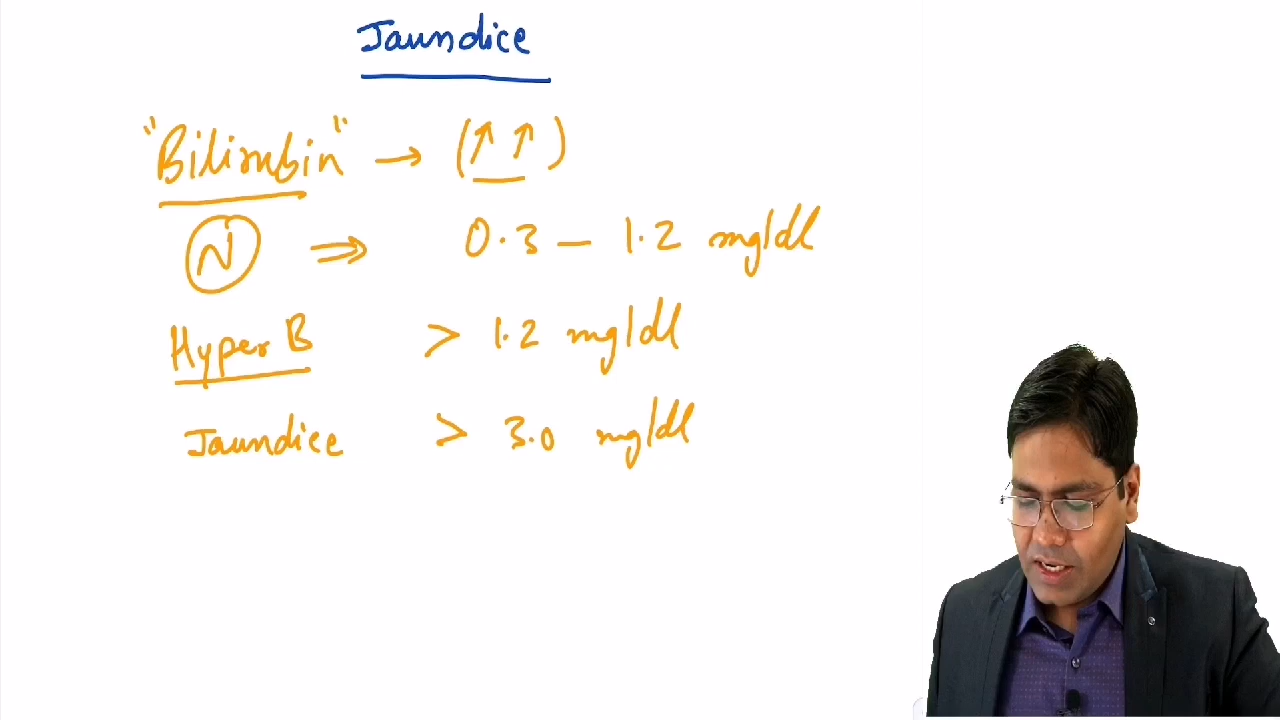 Jaundice
"Bilirubin" → (↑ ↑)
N ⇒ 0.3 – 1.2 mg/dl
Hyper B > 1.2 mg/dl
Jaundice > 3.0 mg/dl